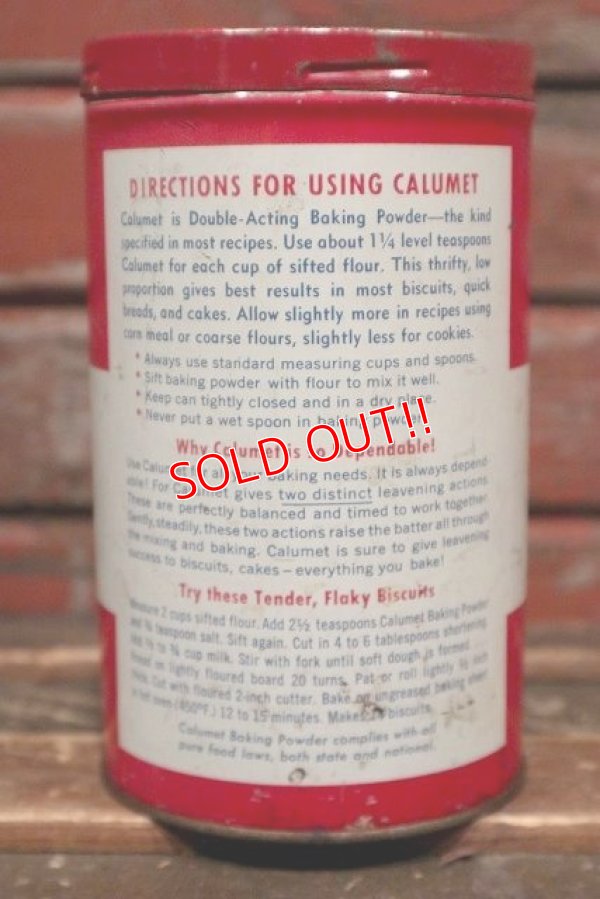 DIRECTIONS FOR USING CALUMET
Calumet is Double-Acting Baking Powder—the kind
specified in most recipes. Use about 1¼ level teaspoons
Calumet for each cup of sifted flour. This thrifty, low
proportion gives best results in most biscuits, quick
breads, and cakes. Allow slightly more in recipes using
corn meal or coarse flours, slightly less for cookies.
* Always use standard measuring cups and spoons.
* Sift baking powder with flour to mix it well.
* Keep can tightly closed and in a dry place.
* Never put a wet spoon in baking powder.
SOLD OUT!!
Why Calumet is so Dependable!
Use Calumet for all your baking needs. It is always depend
able! For Calumet gives two distinct leavening actions.
These are perfectly balanced and timed to work together.
Gently, steadily, these two actions raise the batter all through
the mixing and baking. Calumet is sure to give leavening
success to biscuits, cakes—everything you bake!
Try these Tender, Flaky Biscuits
Measure 2 cups sifted flour. Add 2½ teaspoons Calumet Baking Powder
and teaspoon salt. Sift again. Cut in 4 to 6 tablespoons shortening.
Add to ¾ cup milk. Stir with fork until soft dough is formed.
Knead on lightly floured board 20 turns. Pat or roll lightly ½ inch
thick. Cut with floured 2-inch cutter. Bake on ungreased baking sheet
in hot oven (450°F.) 12 to 15 minutes. Makes biscuits.
Calumet Baking Powder complies with all
pure food laws, both state and national.